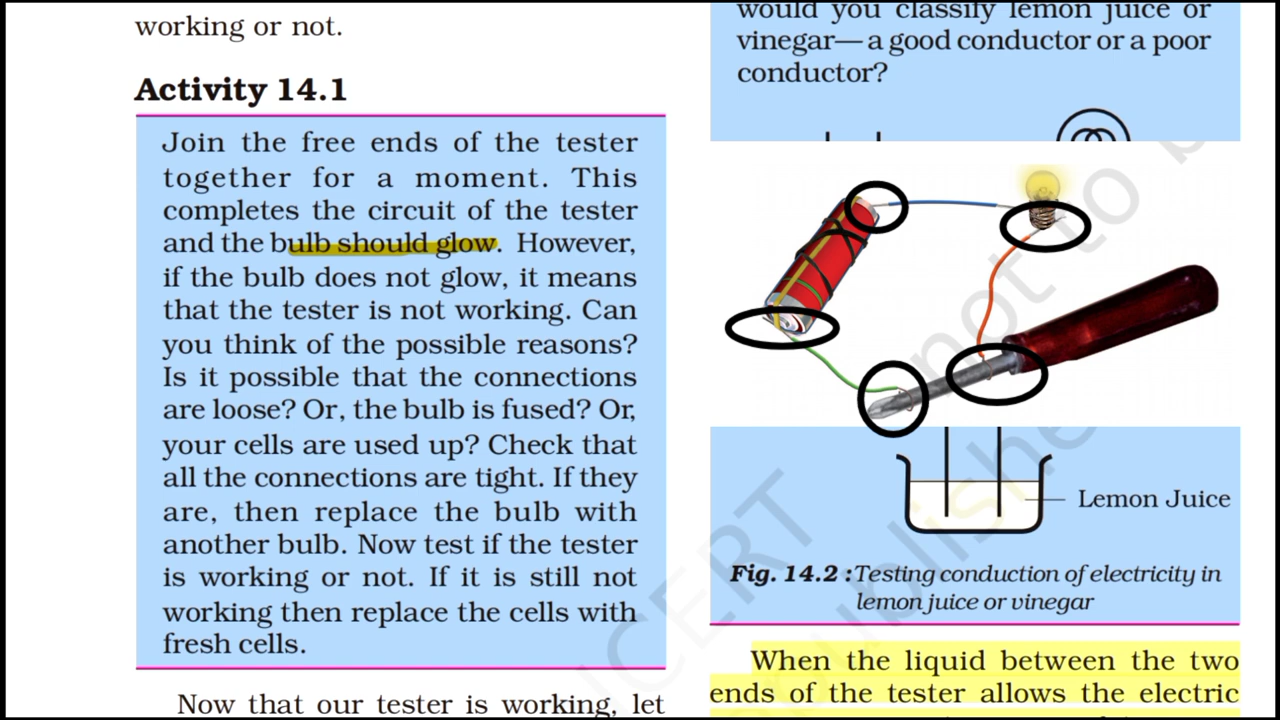 working or not.
Activity 14.1
Join the free ends of the tester
together for a moment. This
completes the circuit of the tester
and the bulb should glow. However,
if the bulb does not glow, it means
that the tester is not working. Can
you think of the possible reasons?
Is it possible that the connections
are loose? Or, the bulb is fused? Or,
your cells are used up? Check that
all the connections are tight. If they
are, then replace the bulb with
another bulb. Now test if the tester
is working or not. If it is still not
working then replace the cells with
fresh cells.
Now that our tester is working, let
would you classify lemon juice or
vinegar— a good conductor or a poor
conductor?
Lemon Juice
Fig. 14.2 : Testing conduction of electricity in
lemon juice or vinegar
When the liquid between the two
ends of the tester allows the electric
not to b
NCERT